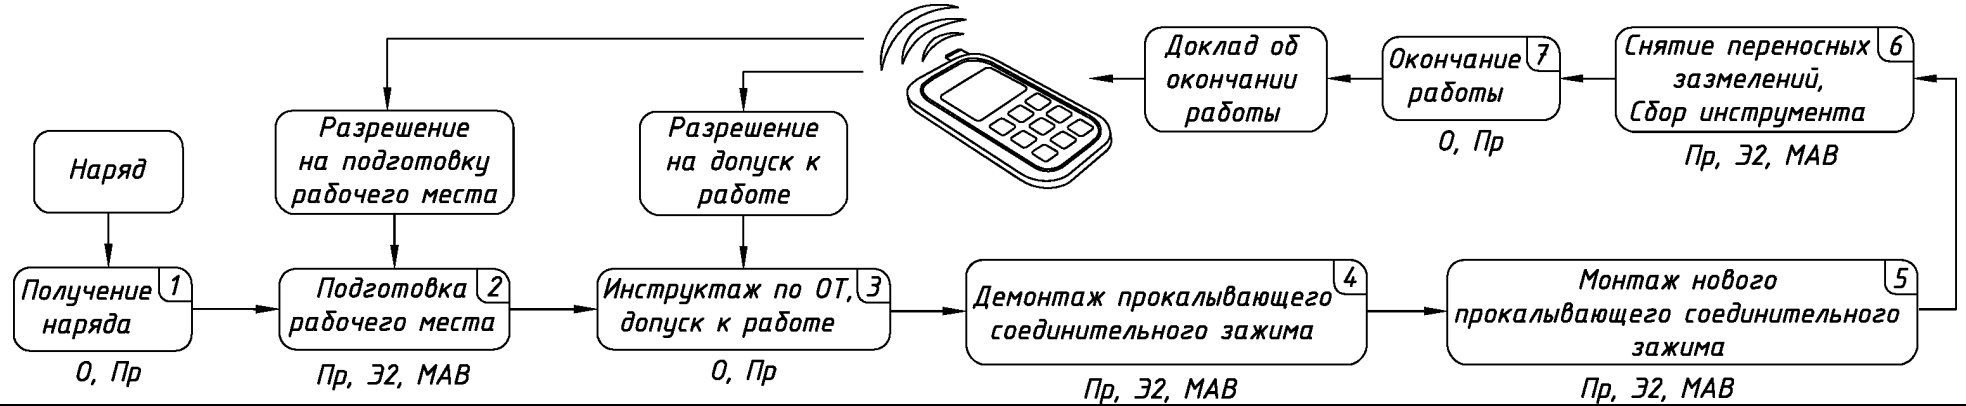 Наряд
Получение
наряда
1
О, Пр
Разрешение
на подготовку
рабочего места
Подготовка
рабочего места
2
Пр, Э2, МАВ
Разрешение
на допуск к
работе
Инструктаж по ОТ,
допуск к работе
3
О, Пр
Демонтаж прокалывающего
соединительного зажима
4
Пр, Э2, МАВ
Монтаж нового
прокалывающего соединительного
зажима
5
Пр, Э2, МАВ
Снятие переносных
зазмелений,
Сбор инструмента
6
Пр, Э2, МАВ
Окончание
работы
7
О, Пр
Доклад об
окончании
работы